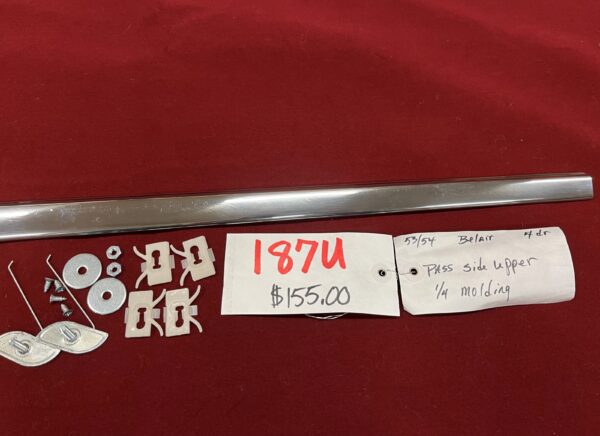 187U
$155.00
53/54 Belair 4 dr
Pass side upper
1/4 molding